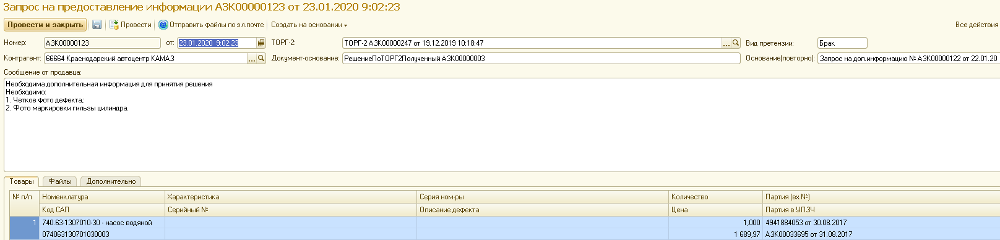 Запрос на предоставление информации АЗК00000123 от 23.01.2020 9:02:23
Провести и закрыть Провести Отправить файлы по эл.почте Создать на основании Все действия
Номер: АЗК00000123 от: 23.01.2020 9:02:23 ТОРГ-2: ТОРГ-2 АЗК00000247 от 19.12.2019 10:18:47 ... Вид претензии: Брак
Контрагент: 66664 Краснодарский автоцентр КАМАЗ ... Документ-основание: РешениеПоТОРГ2Полученный АЗК00000003 Основание(повторно): Запрос на доп.информацию № АЗК00000122 от 22.01.20
Сообщение от продавца:
Необходима дополнительная информация для принятия решения
Необходимо:
1. Четкое фото дефекта;
2. Фото маркировки гильзы цилиндра.
Товары Файлы Дополнительно
№ п/п Номенклатура Характеристика Серия ном-ры Количество Партия (вх.№)
Код САП Серийный № Описание дефекта Цена Партия в УПЗЧ
1 740.63-1307010-30 - насос водяной 1,000 4941884053 от 30.08.2017
074063130701030003 1 689,97 АЗК00033695 от 31.08.2017